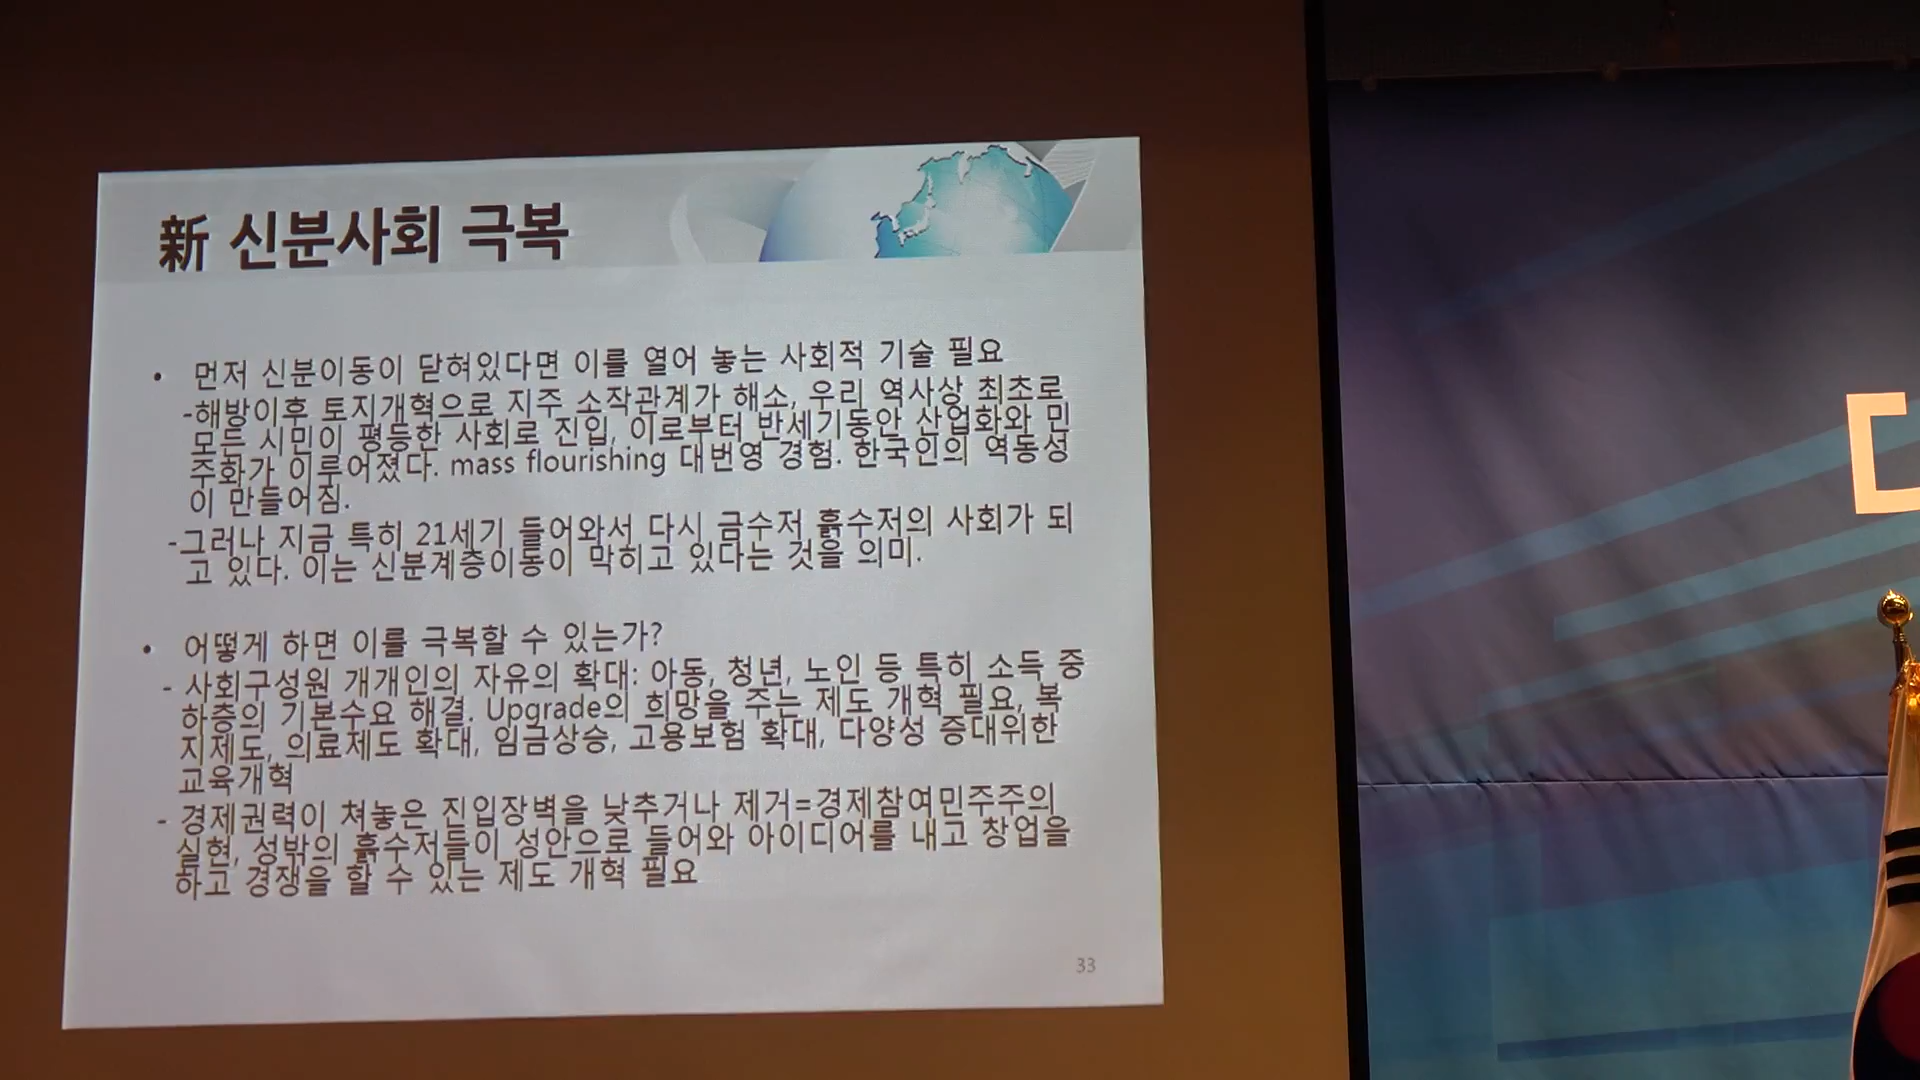 新 신분사회 극복
• 먼저 신분이동이 닫혀있다면 이를 열어 놓는 사회적 기술 필요
-해방이후 토지개혁으로 지주 소작관계가 해소, 우리 역사상 최초로
모든 시민이 평등한 사회로 진입, 이로부터 반세기동안 산업화와 민
주화가 이루어졌다. mass flourishing 대번영 경험. 한국인의 역동성
이 만들어짐.
-그러나 지금 특히 21세기 들어와서 다시 금수저 흙수저의 사회가 되
고 있다. 이는 신분계층이동이 막히고 있다는 것을 의미.
• 어떻게 하면 이를 극복할 수 있는가?
- 사회구성원 개개인의 자유의 확대: 아동, 청년, 노인 등 특히 소득 중
하층의 기본수요 해결. Upgrade의 희망을 주는 제도 개혁 필요, 복
지제도, 의료제도 확대, 임금상승, 고용보험 확대, 다양성 증대위한
교육개혁
- 경제권력이 쳐놓은 진입장벽을 낮추거나 제거=경제참여민주주의
실현, 성밖의 흙수저들이 성안으로 들어와 아이디어를 내고 창업을
하고 경쟁을 할 수 있는 제도 개혁 필요
33